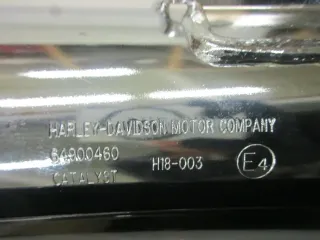 HARLEY-DAVIDSON MOTOR COMPANY
64900460 H18-003 E4
CATALYST